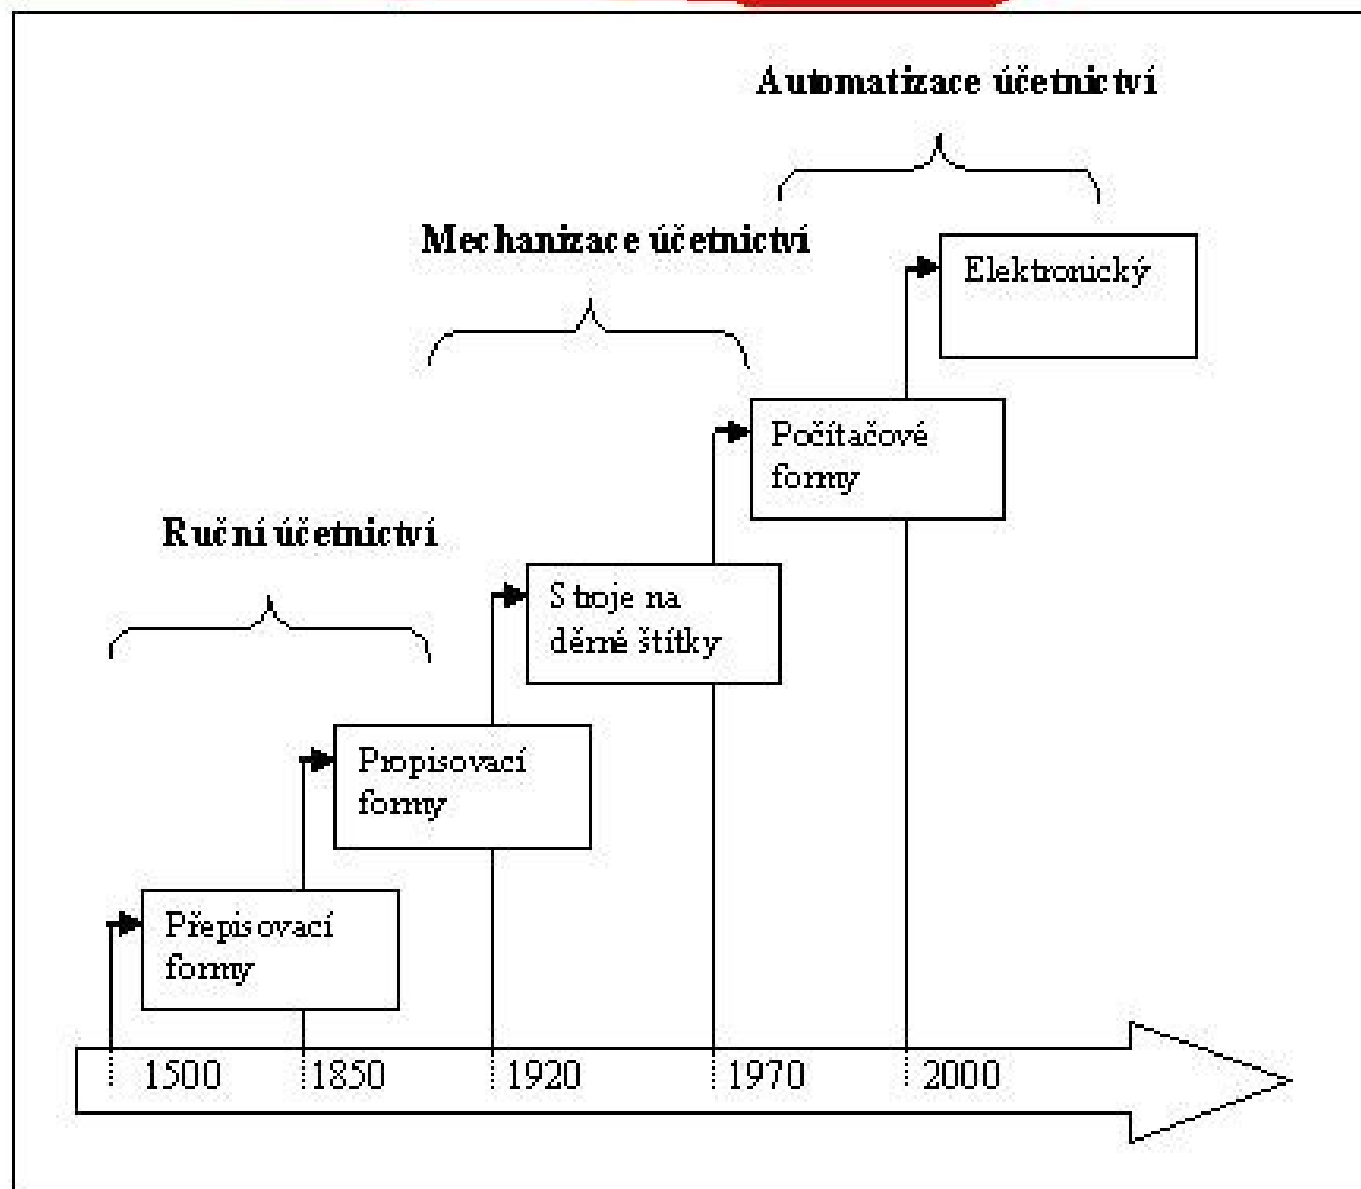 Automatizace účetnictví
Mechanizace účetnictví
Elektronický
Počítačové
formy
Ruční účetnictví
Stroje na
děrné štítky
Propisovací
formy
Přepisovací
formy
1500 1850 1920 1970 2000